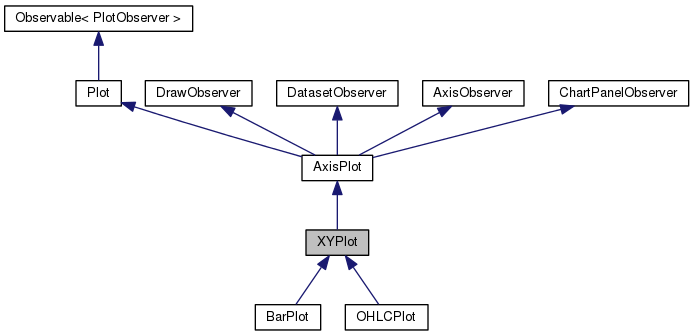 Observable< PlotObserver >
Plot
DrawObserver
DatasetObserver
AxisObserver
ChartPanelObserver
AxisPlot
XYPlot
BarPlot
OHLCPlot